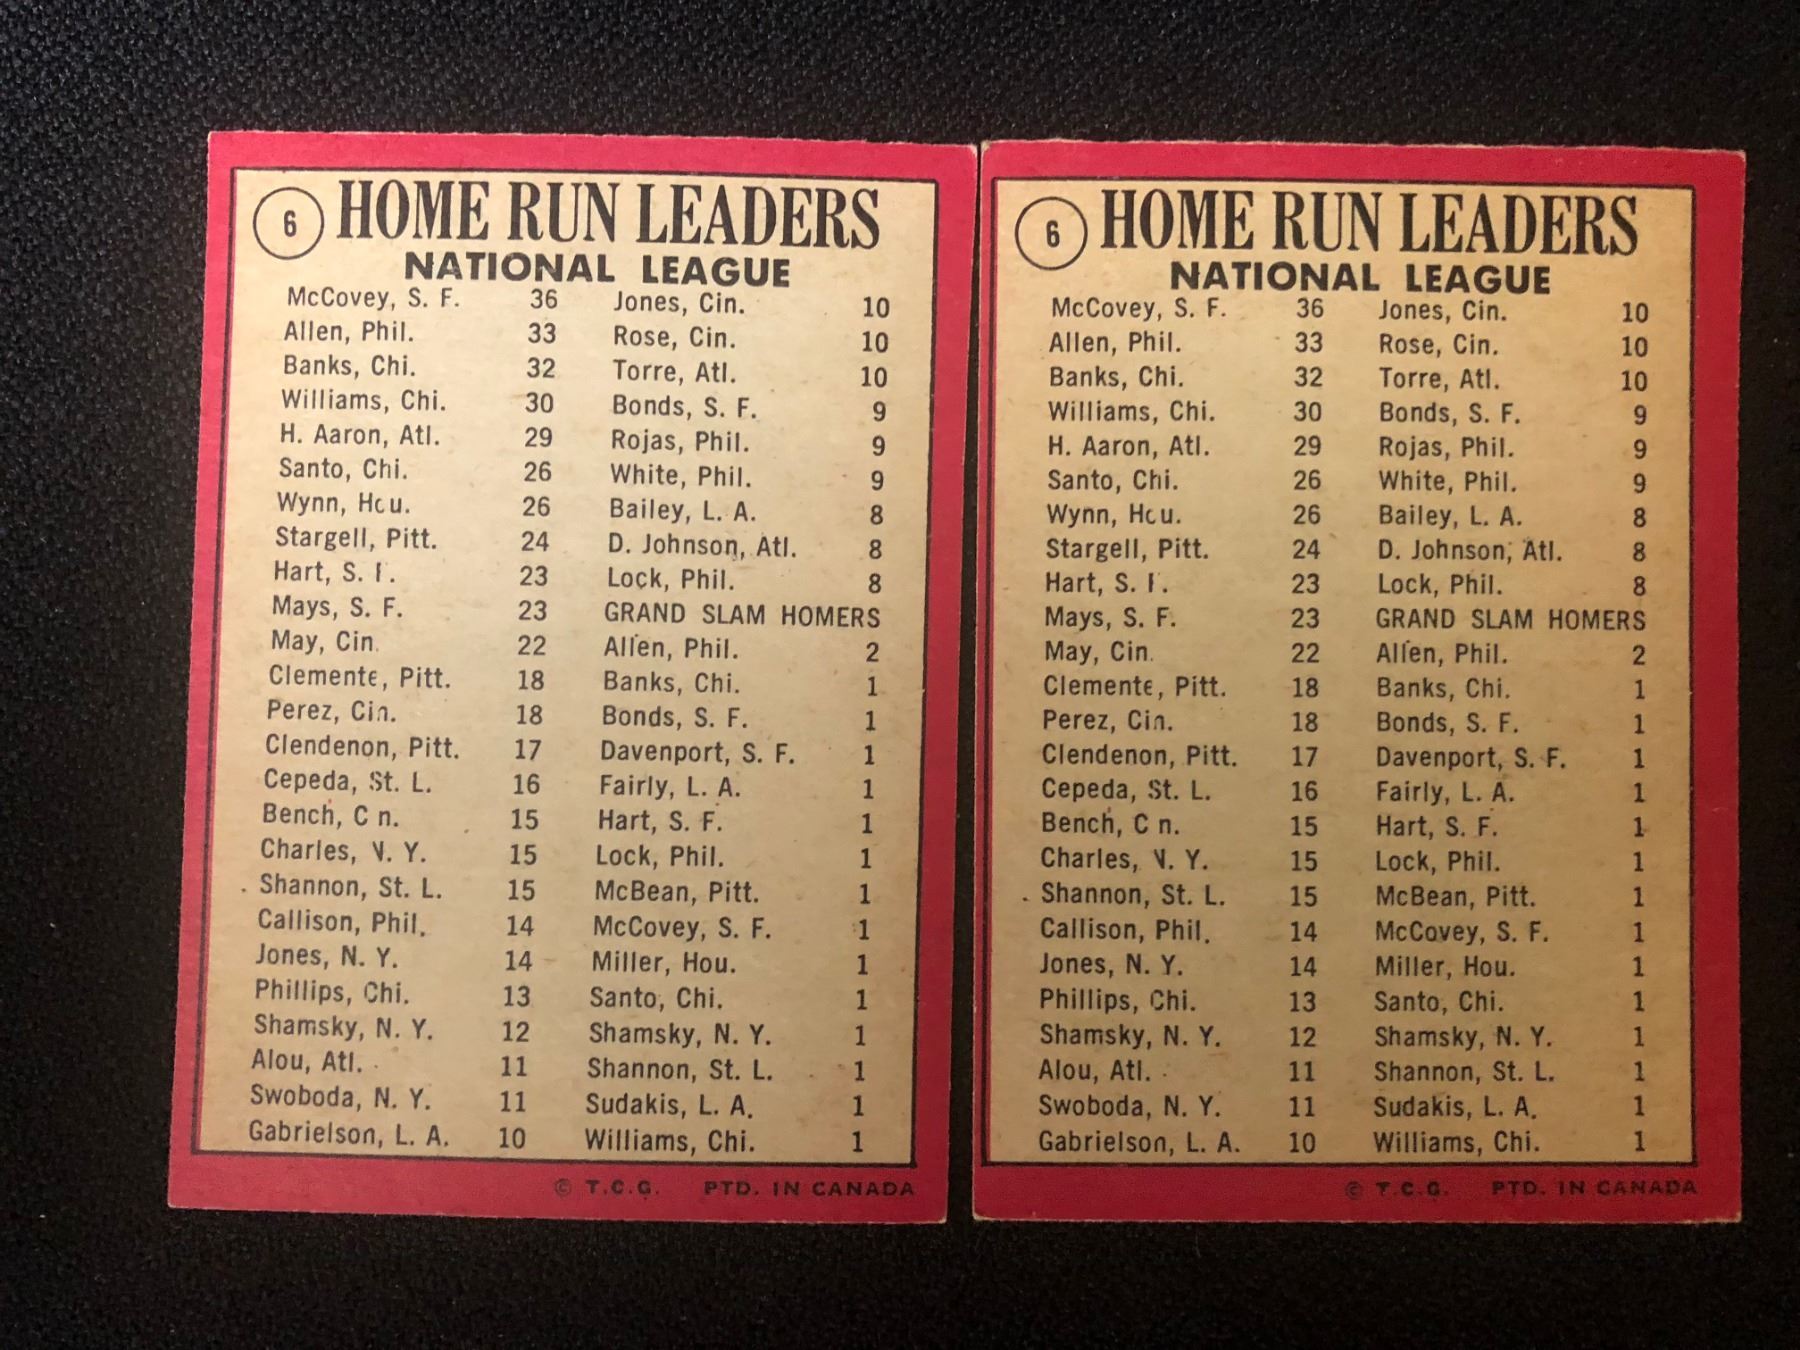 6 HOME RUN LEADERS
NATIONAL LEAGUE
McCovey, S. F. 36 Jones, Cin. 10
Allen, Phil. 33 Rose, Cin. 10
Banks, Chi. 32 Torre, Atl. 10
Williams, Chi. 30 Bonds, S. F. 9
H. Aaron, Atl. 29 Rojas, Phil. 9
Santo, Chi. 26 White, Phil. 9
Wynn, Hou. 26 Bailey, L. A. 8
Stargell, Pitt. 24 D. Johnson, Atl. 8
Hart, S. F. 23 Lock, Phil. 8
Mays, S. F. 23 GRAND SLAM HOMERS
May, Cin. 22 Allen, Phil. 2
Clemente, Pitt. 18 Banks, Chi. 1
Perez, Cin. 18 Bonds, S. F. 1
Clendenon, Pitt. 17 Davenport, S. F. 1
Cepeda, St. L. 16 Fairly, L. A. 1
Bench, C n. 15 Hart, S. F. 1
Charles, N. Y. 15 Lock, Phil. 1
Shannon, St. L. 15 McBean, Pitt. 1
Callison, Phil. 14 McCovey, S. F. 1
Jones, N. Y. 14 Miller, Hou. 1
Phillips, Chi. 13 Santo, Chi. 1
Shamsky, N. Y. 12 Shamsky, N. Y. 1
Alou, Atl. 11 Shannon, St. L. 1
Swoboda, N. Y. 11 Sudakis, L. A. 1
Gabrielson, L. A. 10 Williams, Chi. 1
© T.C.G. PTD. IN CANADA
6 HOME RUN LEADERS
NATIONAL LEAGUE
McCovey, S. F. 36 Jones, Cin. 10
Allen, Phil. 33 Rose, Cin. 10
Banks, Chi. 32 Torre, Atl. 10
Williams, Chi. 30 Bonds, S. F. 9
H. Aaron, Atl. 29 Rojas, Phil. 9
Santo, Chi. 26 White, Phil. 9
Wynn, Hou. 26 Bailey, L. A. 8
Stargell, Pitt. 24 D. Johnson, Atl. 8
Hart, S. F. 23 Lock, Phil. 8
Mays, S. F. 23 GRAND SLAM HOMERS
May, Cin. 22 Allen, Phil. 2
Clemente, Pitt. 18 Banks, Chi. 1
Perez, Cin. 18 Bonds, S. F. 1
Clendenon, Pitt. 17 Davenport, S. F. 1
Cepeda, St. L. 16 Fairly, L. A. 1
Bench, C n. 15 Hart, S. F. 1
Charles, N. Y. 15 Lock, Phil. 1
Shannon, St. L. 15 McBean, Pitt. 1
Callison, Phil. 14 McCovey, S. F. 1
Jones, N. Y. 14 Miller, Hou. 1
Phillips, Chi. 13 Santo, Chi. 1
Shamsky, N. Y. 12 Shamsky, N. Y. 1
Alou, Atl. 11 Shannon, St. L. 1
Swoboda, N. Y. 11 Sudakis, L. A. 1
Gabrielson, L. A. 10 Williams, Chi. 1
© T.C.G. PTD. IN CANADA